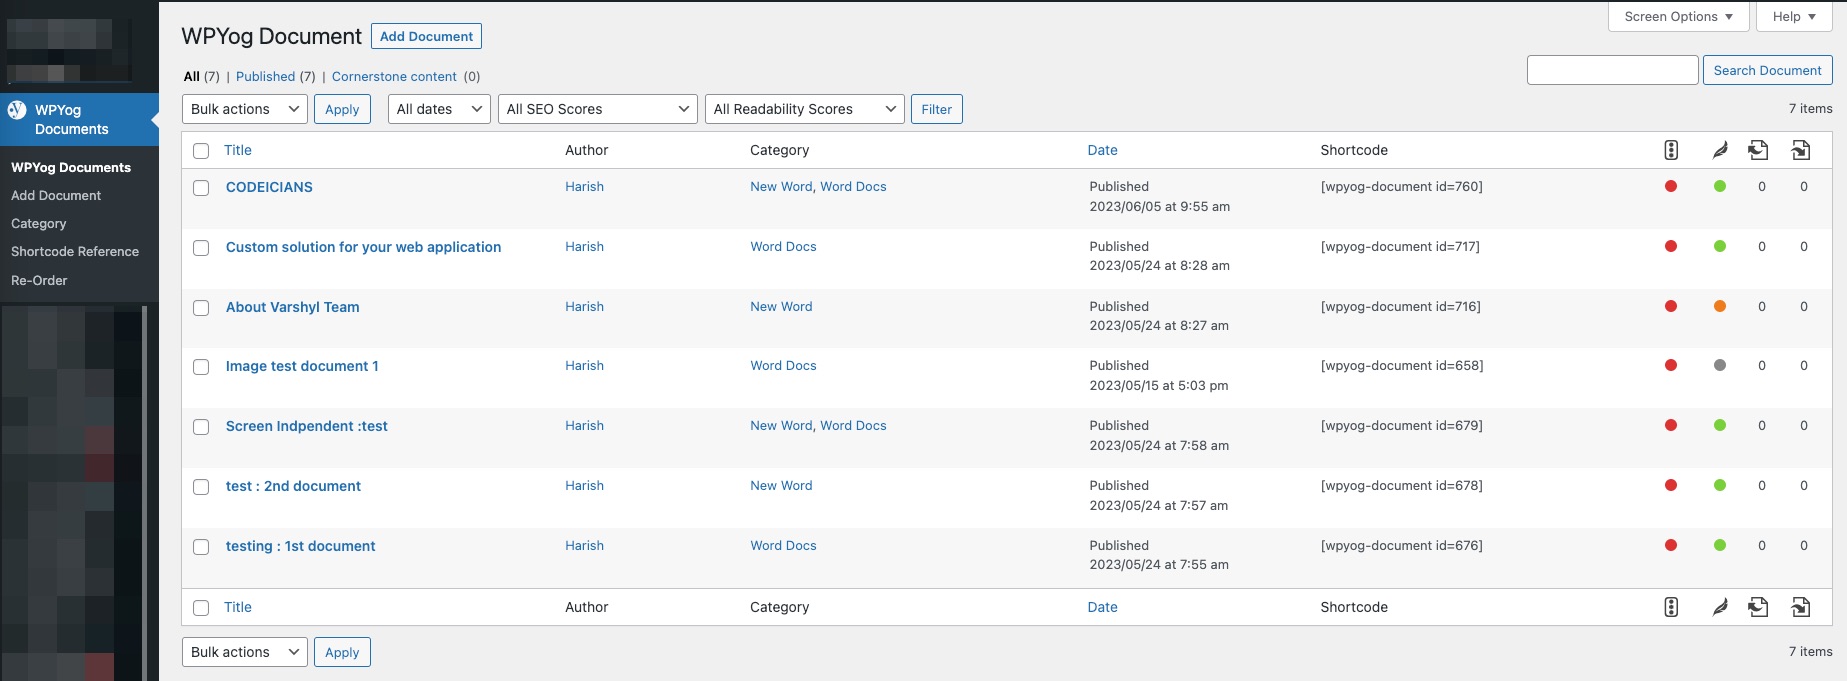 Screen Options ▼ Help ▼
WPYog Document Add Document
All (7) | Published (7) | Cornerstone content (0)
Search Document
Bulk actions Apply All dates All SEO Scores All Readability Scores Filter 7 items
WPYog
Documents
WPYog Documents
Add Document
Category
Shortcode Reference
Re-Order
Title Author Category Date Shortcode
CODEICIANS Harish New Word, Word Docs Published [wpyog-document id=760] 0 0
2023/06/05 at 9:55 am
Custom solution for your web application Harish Word Docs Published [wpyog-document id=717] 0 0
2023/05/24 at 8:28 am
About Varshyl Team Harish New Word Published [wpyog-document id=716] 0 0
2023/05/24 at 8:27 am
Image test document 1 Harish Word Docs Published [wpyog-document id=658] 0 0
2023/05/15 at 5:03 pm
Screen Indpendent :test Harish New Word, Word Docs Published [wpyog-document id=679] 0 0
2023/05/24 at 7:58 am
test : 2nd document Harish New Word Published [wpyog-document id=678] 0 0
2023/05/24 at 7:57 am
testing : 1st document Harish Word Docs Published [wpyog-document id=676] 0 0
2023/05/24 at 7:55 am
Title Author Category Date Shortcode
Bulk actions Apply 7 items